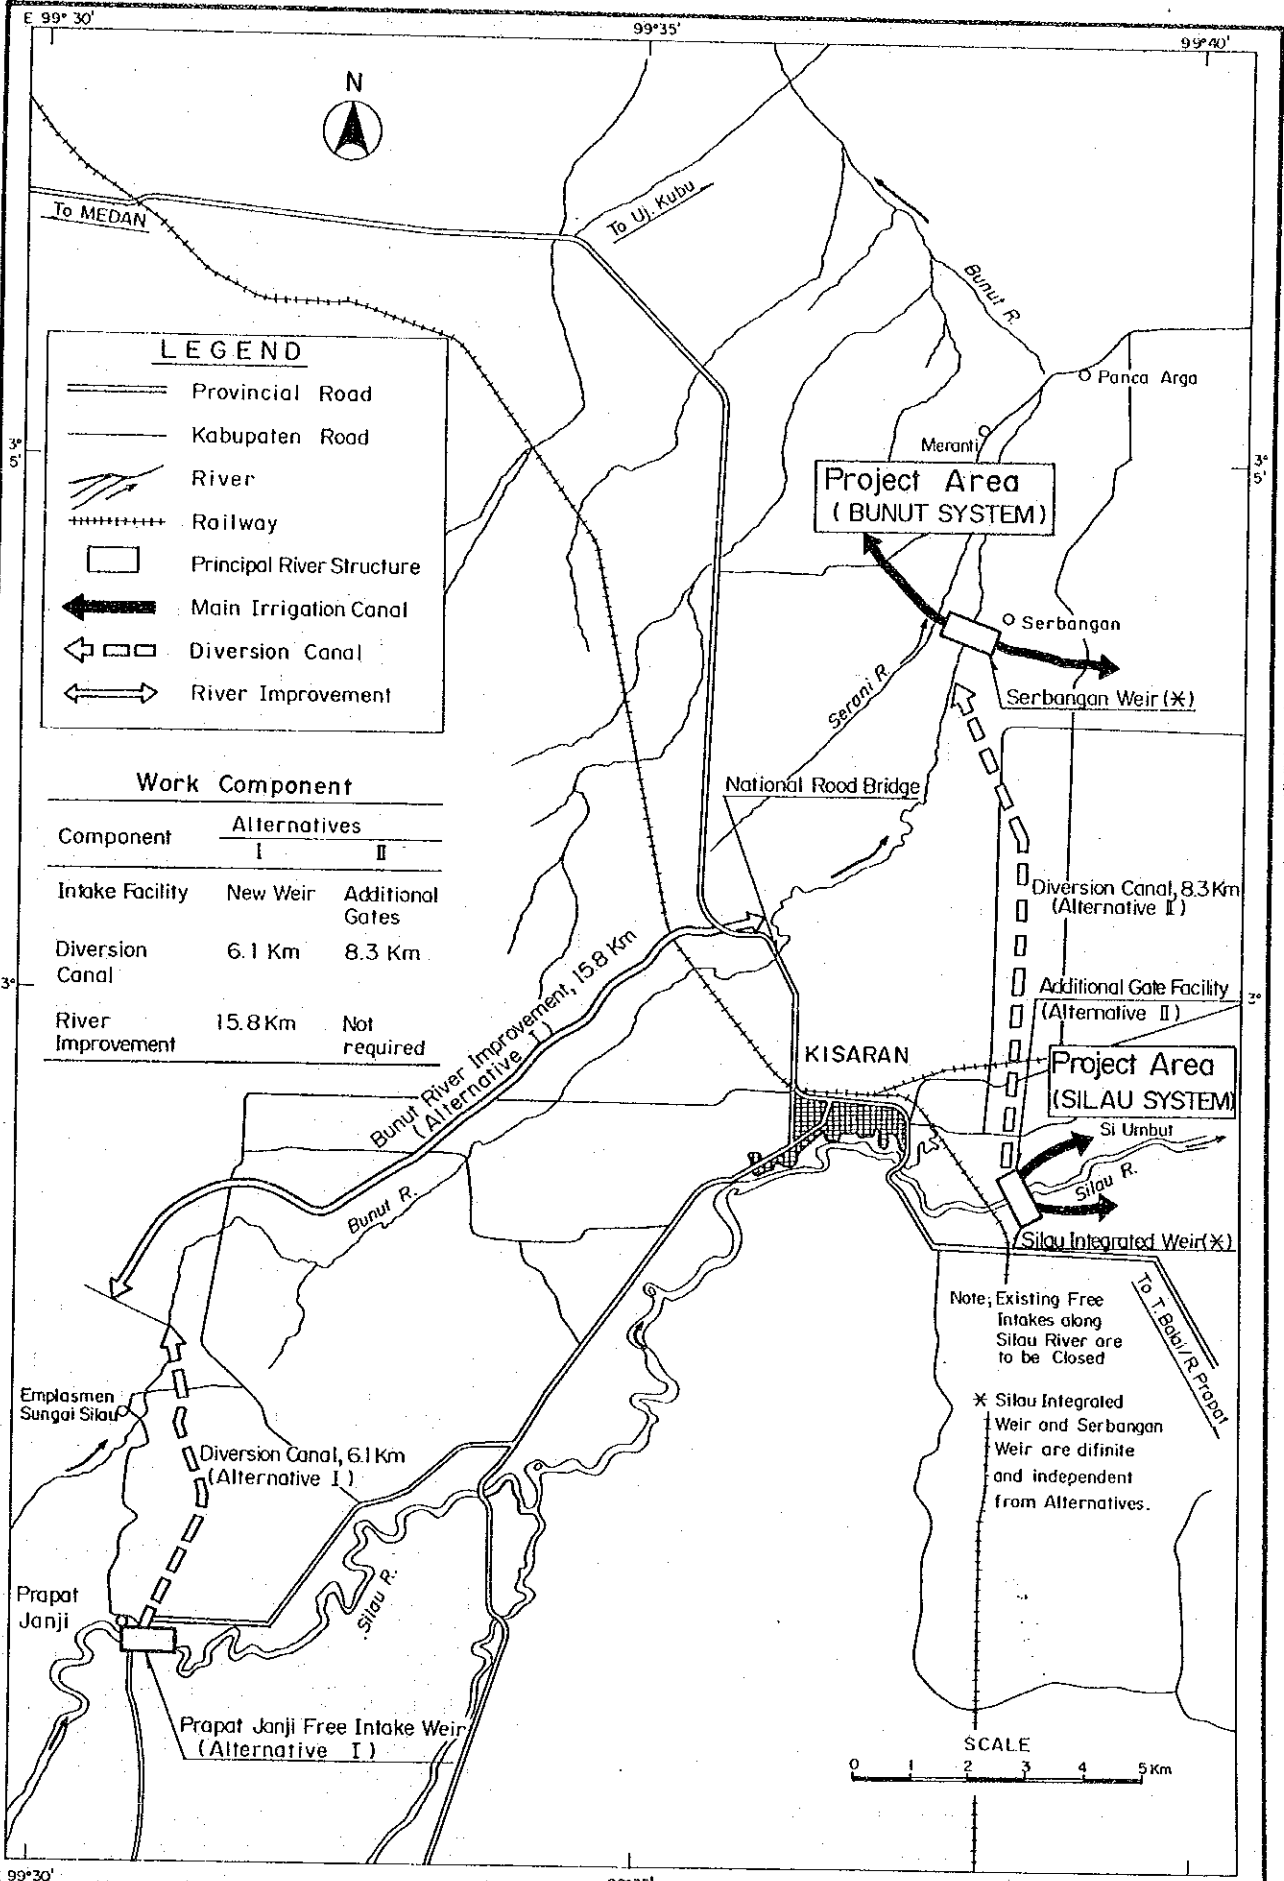 E 99° 30'
99°35'
99°40'
N
To MEDAN
To Uj. Kubu
Bunut R.
LEGEND
Provincial Road
Kabupaten Road
River
Railway
Principal River Structure
Main Irrigation Canal
Diversion Canal
River Improvement
3°
5'
3°
5'
Panca Arga
Meranti
Project Area
(BUNUT SYSTEM)
Serbangan
Serani R.
Serbangan Weir (*)
Work Component
Component
Alternatives
I II
Intake Facility New Weir Additional
Gates
Diversion 6.1 Km 8.3 Km
Canal
River 15.8 Km Not
Improvement required
National Rood Bridge
Diversion Canal, 8.3 Km
(Alternative II)
3°
3°
Additional Gate Facility
(Alternative II)
Bunut River Improvement, 15.8 Km
(Alternative I)
KISARAN
Project Area
(SILAU SYSTEM)
Si Umbut
Silau R.
Bunut R.
Silau Integrated Weir (*)
To T. Balai / R. Prapat
Note; Existing Free
Intakes along
Silau River are
to be Closed
Emplasmen
Sungai Silau
* Silau Integraled
Weir and Serbangan
Weir are difinite
and independent
from Alternatives.
Diversion Canal, 6.1 Km
(Alternative I)
Silau R.
Prapat
Janji
Prapat Janji Free Intake Weir
(Alternative I)
SCALE
0 1 2 3 4 5 Km
99°30'